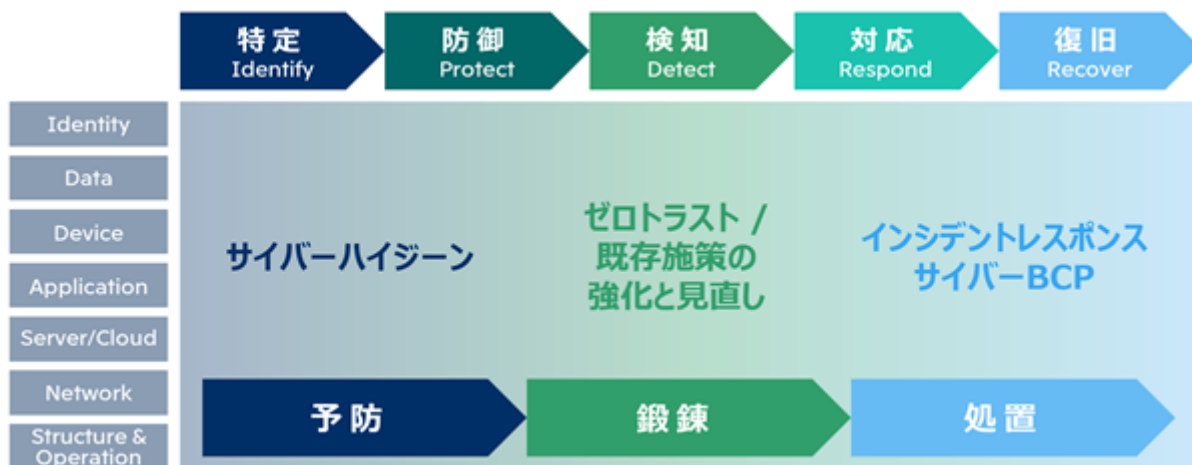 特定
Identify
防御
Protect
検知
Detect
対応
Respond
復旧
Recover
Identity
Data
Device
Application
Server/Cloud
Network
Structure &
Operation
サイバーハイジーン
ゼロトラスト /
既存施策の
強化と見直し
インシデントレスポンス
サイバーBCP
予防
鍛錬
処置